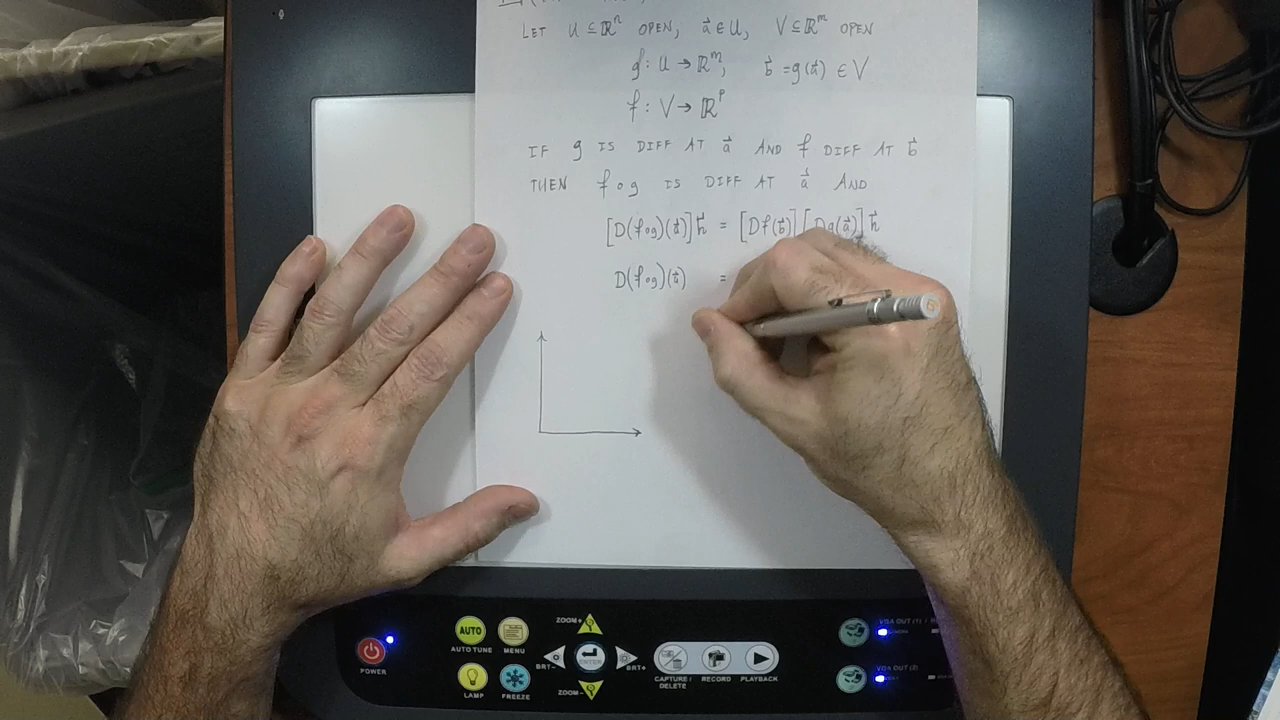 LET U ⊆ ℝⁿ OPEN, a⃗ ∈ U, V ⊆ ℝᵐ OPEN
g : U → ℝᵐ, b⃗ = g(a⃗) ∈ V
f : V → ℝᵖ
IF g IS DIFF AT a⃗ AND f DIFF AT b⃗
THEN f∘g IS DIFF AT a⃗ AND
[D(f∘g)(a⃗)]h⃗ = [Df(b⃗)][Dg(a⃗)]h⃗
D(f∘g)(a⃗) =
POWER
AUTO
AUTO TUNE
MENU
LAMP
FREEZE
ZOOM+
BRT-
ENTER
BRT+
ZOOM-
CAPTURE / DELETE
RECORD
PLAYBACK
VGA OUT (1) /
VGA OUT (2)